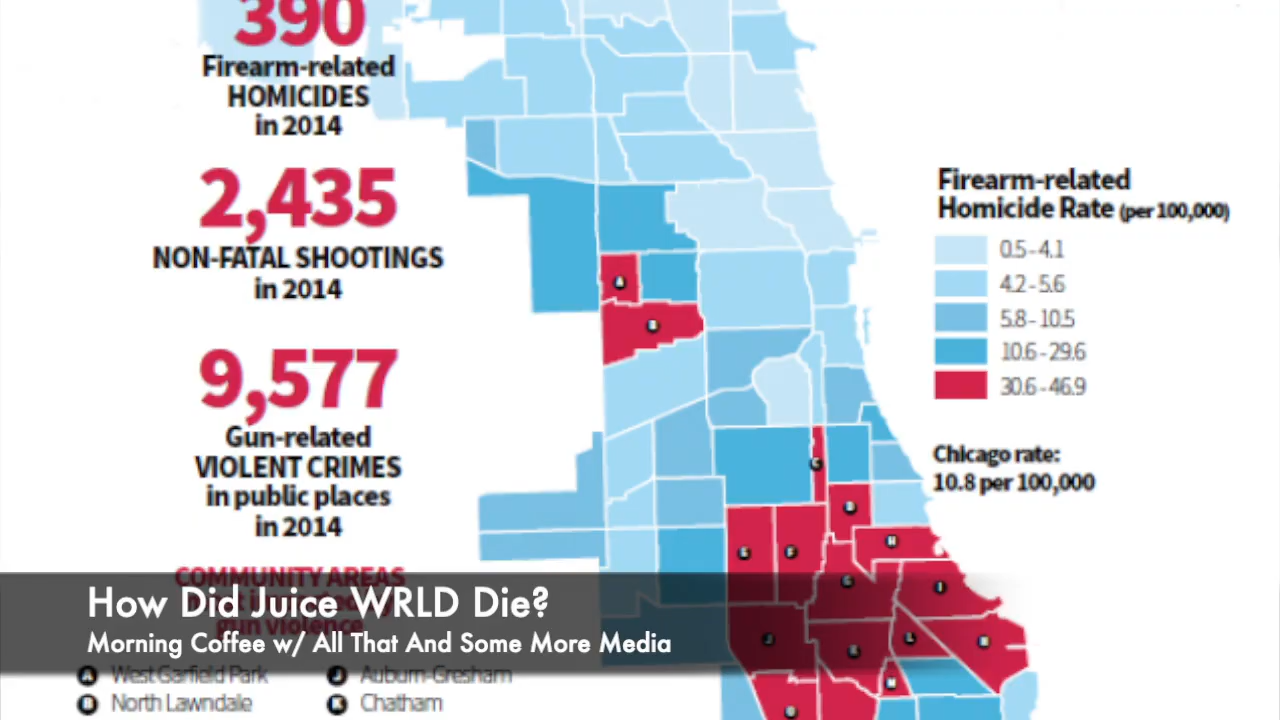 390
Firearm-related
HOMICIDES
in 2014
2,435
NON-FATAL SHOOTINGS
in 2014
9,577
Gun-related
VIOLENT CRIMES
in public places
in 2014
COMMUNITY AREAS
gun violence
Firearm-related
Homicide Rate (per 100,000)
0.5-4.1
4.2-5.6
5.8-10.5
10.6-29.6
30.6-46.9
Chicago rate:
10.8 per 100,000
How Did Juice WRLD Die?
Morning Coffee w/ All That And Some More Media
A West Garfield Park
B North Lawndale
J Auburn-Gresham
K Chatham